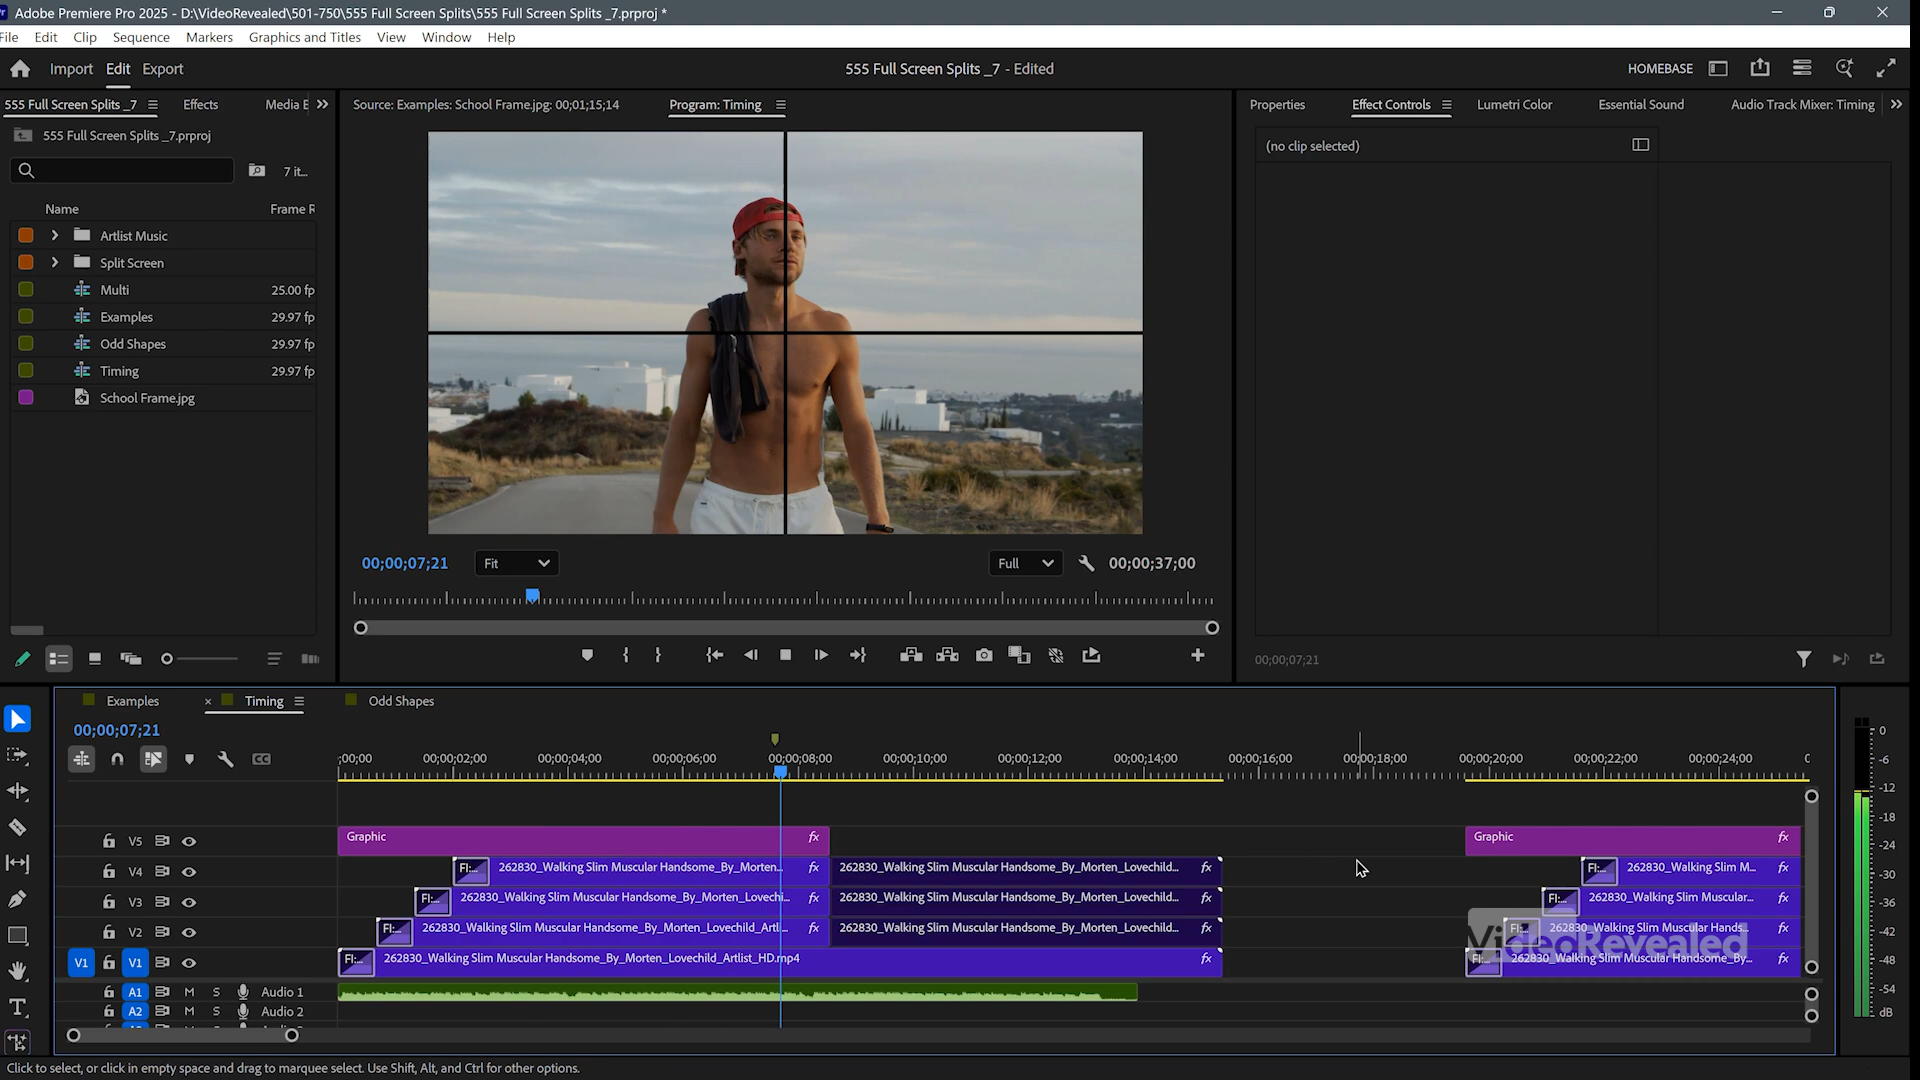 Adobe Premiere Pro 2025 - D:\VideoRevealed\501-750\555 Full Screen Splits\555 Full Screen Splits _7.prproj *
File Edit Clip Sequence Markers Graphics and Titles View Window Help
Import Edit Export 555 Full Screen Splits _7 - Edited HOMEBASE
555 Full Screen Splits _7 Effects Media E Source: Examples: School Frame.jpg: 00;01;15;14 Program: Timing Properties Effect Controls Lumetri Color Essential Sound Audio Track Mixer: Timing
555 Full Screen Splits _7.prproj
(no clip selected)
7 it...
Name Frame R
Artlist Music
Split Screen
Multi 25.00 fp
Examples 29.97 fp
Odd Shapes 29.97 fp
Timing 29.97 fp
School Frame.jpg
00;00;07;21 Fit Full 00;00;37;00
00;00;07;21
Examples × Timing Odd Shapes
00;00;07;21
;00;00 00;00;02;00 00;00;04;00 00;00;06;00 00;00;08;00 00;00;10;00 00;00;12;00 00;00;14;00 00;00;16;00 00;00;18;00 00;00;20;00 00;00;22;00 00;00;24;00
V5 Graphic fx Graphic fx
V4 FI:... 262830_Walking Slim Muscular Handsome_By_Morten... fx 262830_Walking Slim Muscular Handsome_By_Morten_Lovechild... fx FI:... 262830_Walking Slim M... fx
V3 FI:... 262830_Walking Slim Muscular Handsome_By_Morten_Lovechi... fx 262830_Walking Slim Muscular Handsome_By_Morten_Lovechild... fx FI:... 262830_Walking Slim Muscular... fx
V2 FI:... 262830_Walking Slim Muscular Handsome_By_Morten_Lovechild_Artl... fx 262830_Walking Slim Muscular Handsome_By_Morten_Lovechild... fx FI:... 262830_Walking Slim Muscular Hands... fx
VideoRevealed
V1 V1 FI:... 262830_Walking Slim Muscular Handsome_By_Morten_Lovechild_Artlist_HD.mp4 fx FI:... 262830_Walking Slim Muscular Handsome_By... fx
A1 M S Audio 1
A2 M S Audio 2
0
-6
-12
-18
-24
-30
-36
-42
-48
-54
dB
Click to select, or click in empty space and drag to marquee select. Use Shift, Alt, and Ctrl for other options.